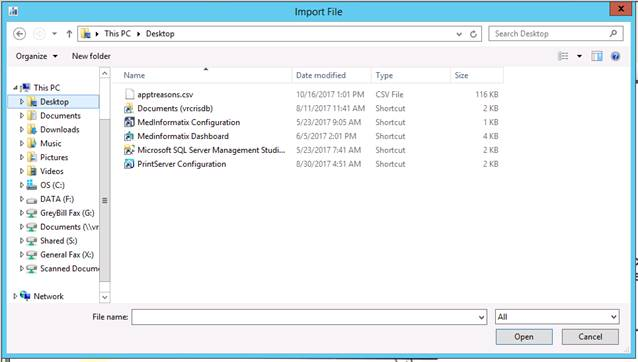 Import File
This PC Desktop
Search Desktop
Organize New folder
Name Date modified Type Size
This PC
Desktop
Documents
Downloads
Music
Pictures
Videos
OS (C:)
DATA (F:)
GreyBill Fax (G:)
Documents (\\vr
Shared (S:)
General Fax (X:)
Scanned Docume
Network
apptreasons.csv 10/16/2017 1:01 PM CSV File 116 KB
Documents (vrcrisdb) 8/11/2017 11:41 AM Shortcut 2 KB
MedInformatix Configuration 5/23/2017 9:05 AM Shortcut 1 KB
Medinformatix Dashboard 6/5/2017 2:01 PM Shortcut 4 KB
Microsoft SQL Server Management Studi... 5/23/2017 7:41 AM Shortcut 2 KB
PrintServer Configuration 8/30/2017 4:51 AM Shortcut 2 KB
File name: All
Open Cancel